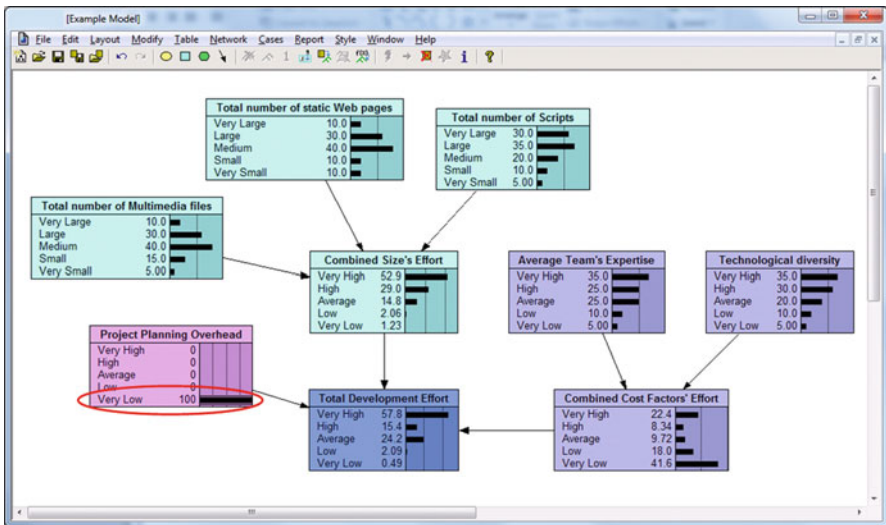 [Example Model]
File Edit Layout Modify Table Network Cases Report Style Window Help
Total number of static Web pages
Very Large 10.0
Large 30.0
Medium 40.0
Small 10.0
Very Small 10.0
Total number of Scripts
Very Large 30.0
Large 35.0
Medium 20.0
Small 10.0
Very Small 5.00
Total number of Multimedia files
Very Large 10.0
Large 30.0
Medium 40.0
Small 15.0
Very Small 5.00
Combined Size's Effort
Very High 52.9
High 29.0
Average 14.8
Low 2.06
Very Low 1.23
Average Team's Expertise
Very High 35.0
High 25.0
Average 25.0
Low 10.0
Very Low 5.00
Technological diversity
Very High 35.0
High 30.0
Average 20.0
Low 10.0
Very Low 5.00
Project Planning Overhead
Very High 0
High 0
Average 0
Low 0
Very Low 100
Total Development Effort
Very High 57.8
High 15.4
Average 24.2
Low 2.09
Very Low 0.49
Combined Cost Factors' Effort
Very High 22.4
High 8.34
Average 9.72
Low 18.0
Very Low 41.6